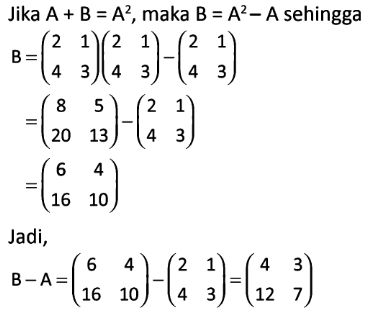 Jika A + B = A², maka B = A² – A sehingga
B = (2 1 4 3)(2 1 4 3) – (2 1 4 3)
= (8 5 20 13) – (2 1 4 3)
= (6 4 16 10)
Jadi,
B – A = (6 4 16 10) – (2 1 4 3) = (4 3 12 7)